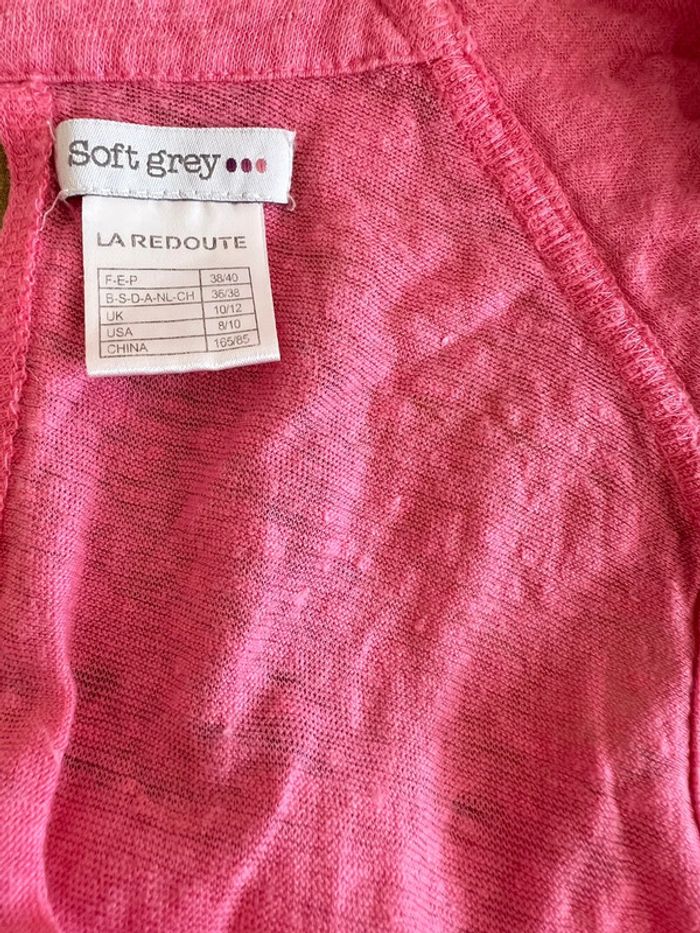 Soft grey
LA REDOUTE
F-E-P 38/40
B-S-D-A-NL-CH 36/38
UK 10/12
USA 8/10
CHINA 165/85